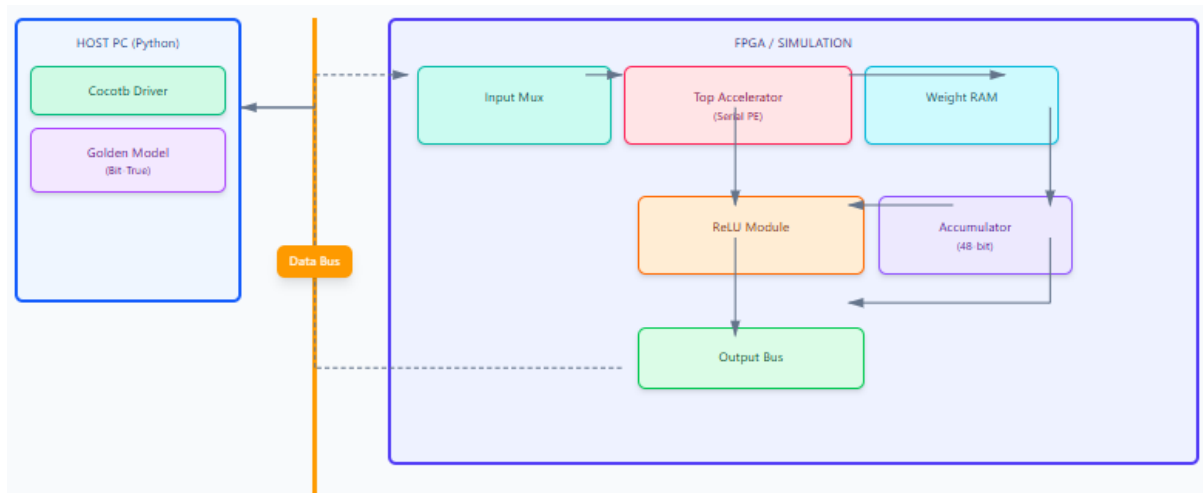 HOST PC (Python)
Cocotb Driver
Golden Model
(Bit-True)
Data Bus
FPGA / SIMULATION
Input Mux
Top Accelerator
(Serial PE)
Weight RAM
ReLU Module
Accumulator
(48-bit)
Output Bus